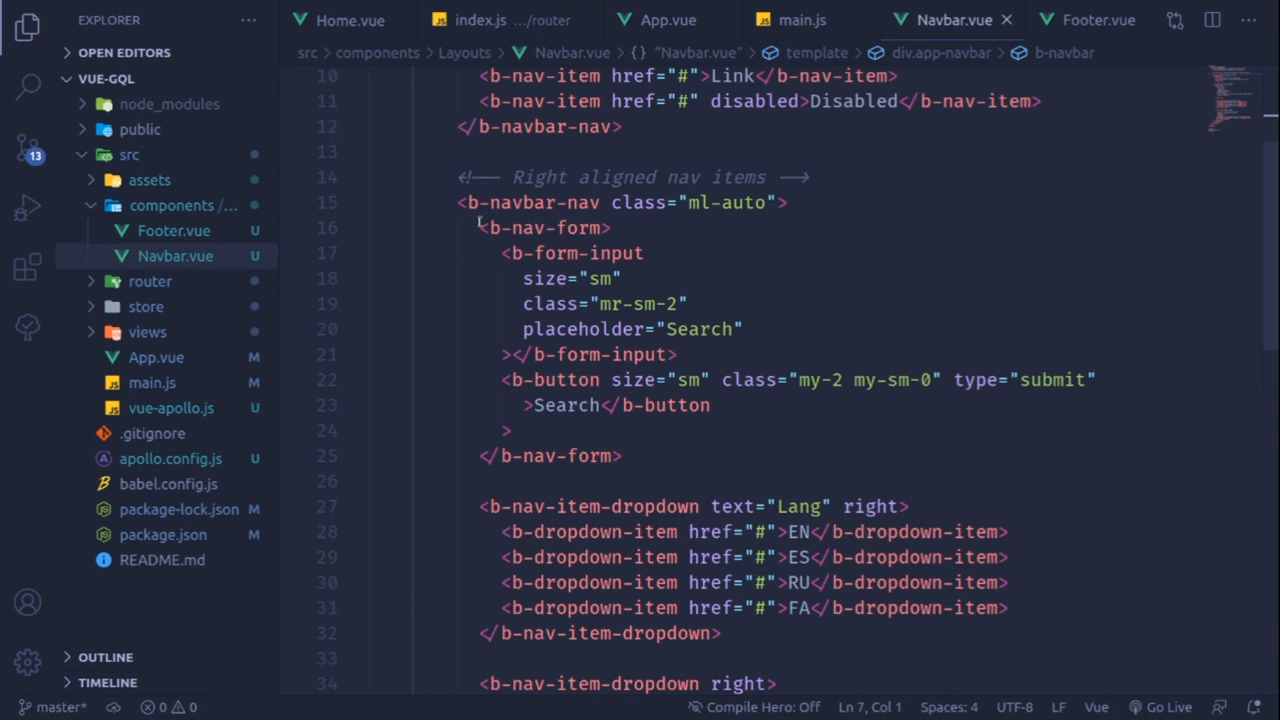 EXPLORER
OPEN EDITORS
VUE-GQL
node_modules
public
src
assets
components /...
Footer.vue U
Navbar.vue U
router
store
views
App.vue M
main.js M
vue-apollo.js U
.gitignore
apollo.config.js U
babel.config.js
package-lock.json M
package.json M
README.md
OUTLINE
TIMELINE
13
Home.vue JS index.js .../router App.vue JS main.js Navbar.vue Footer.vue
src > components > Layouts > Navbar.vue > {} "Navbar.vue" > template > div.app-navbar > b-navbar
10 <b-nav-item href="#">Link</b-nav-item>
11 <b-nav-item href="#" disabled>Disabled</b-nav-item>
12 </b-navbar-nav>
13
14 <!-- Right aligned nav items -->
15 <b-navbar-nav class="ml-auto">
16 <b-nav-form>
17 <b-form-input
18 size="sm"
19 class="mr-sm-2"
20 placeholder="Search"
21 ></b-form-input>
22 <b-button size="sm" class="my-2 my-sm-0" type="submit"
23 >Search</b-button
24 >
25 </b-nav-form>
26
27 <b-nav-item-dropdown text="Lang" right>
28 <b-dropdown-item href="#">EN</b-dropdown-item>
29 <b-dropdown-item href="#">ES</b-dropdown-item>
30 <b-dropdown-item href="#">RU</b-dropdown-item>
31 <b-dropdown-item href="#">FA</b-dropdown-item>
32 </b-nav-item-dropdown>
33
34 <b-nav-item-dropdown right>
master* 0 0 Compile Hero: Off Ln 7, Col 1 Spaces: 4 UTF-8 LF Vue Go Live